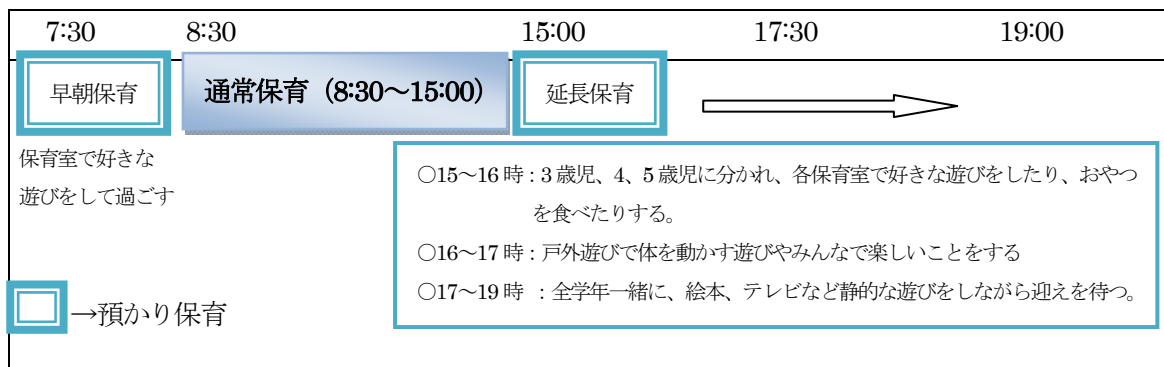 7:30 8:30 15:00 17:30 19:00
早朝保育 通常保育（8:30～15:00） 延長保育
保育室で好きな
遊びをして過ごす
○15～16 時：3 歳児、4、5 歳児に分かれ、各保育室で好きな遊びをしたり、おやつ
を食べたりする。
○16～17 時：戸外遊びで体を動かす遊びやみんなで楽しいことをする
○17～19 時 ：全学年一緒に、絵本、テレビなど静的な遊びをしながら迎えを待つ。
→預かり保育